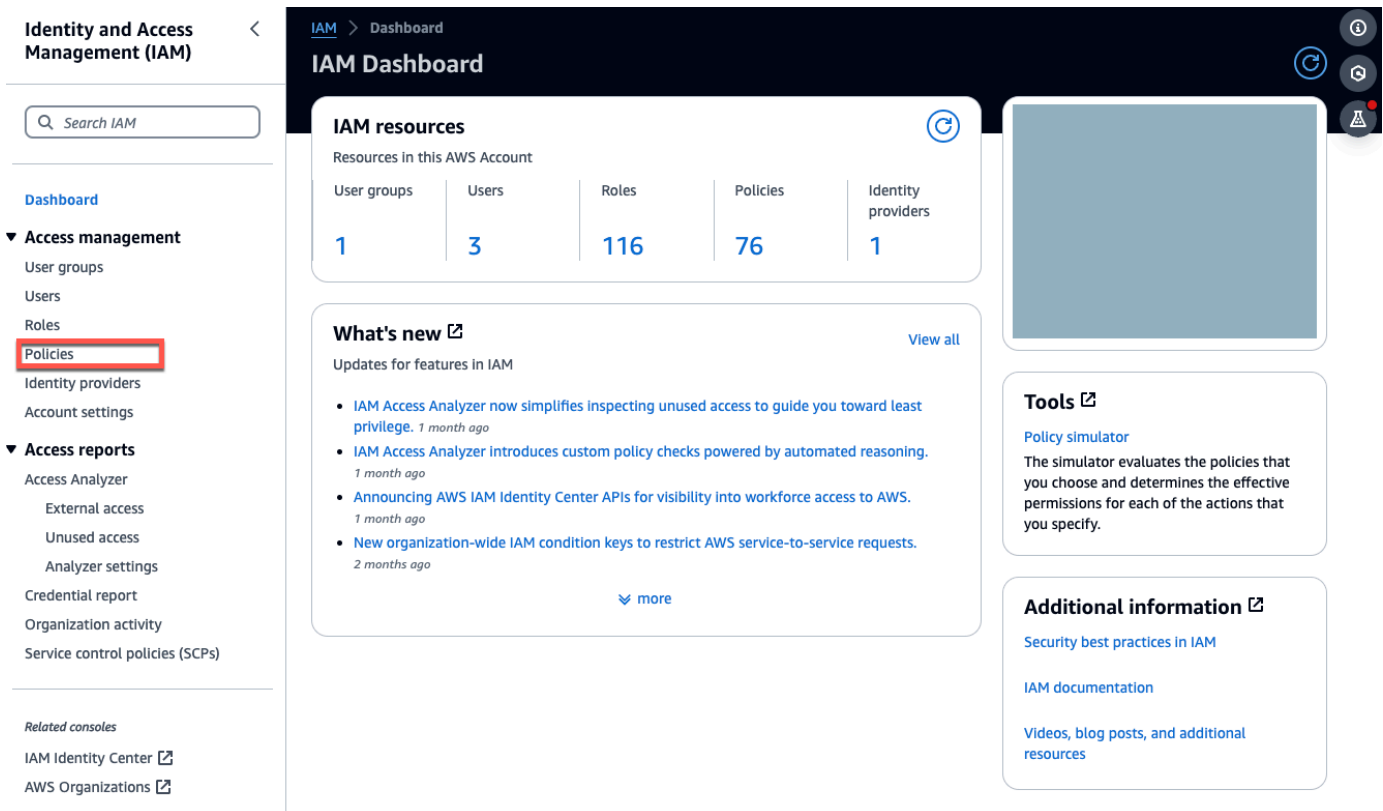 Identity and Access
Management (IAM)
Search IAM
Dashboard
Access management
User groups
Users
Roles
Policies
Identity providers
Account settings
Access reports
Access Analyzer
External access
Unused access
Analyzer settings
Credential report
Organization activity
Service control policies (SCPs)
Related consoles
IAM Identity Center
AWS Organizations
IAM > Dashboard
IAM Dashboard
IAM resources
Resources in this AWS Account
User groups
1
Users
3
Roles
116
Policies
76
Identity
providers
1
What's new
View all
Updates for features in IAM
IAM Access Analyzer now simplifies inspecting unused access to guide you toward least
privilege. 1 month ago
IAM Access Analyzer introduces custom policy checks powered by automated reasoning.
1 month ago
Announcing AWS IAM Identity Center APIs for visibility into workforce access to AWS.
1 month ago
New organization-wide IAM condition keys to restrict AWS service-to-service requests.
2 months ago
more
Tools
Policy simulator
The simulator evaluates the policies that
you choose and determines the effective
permissions for each of the actions that
you specify.
Additional information
Security best practices in IAM
IAM documentation
Videos, blog posts, and additional
resources